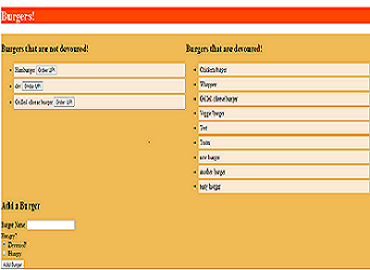 Burgers!
Burgers that are not devoured!
Hamburger Order UP!
Order UP!
Grilled cheese burger Order UP!
Burgers that are devoured!
Chicken burger
Whopper
Grilled cheese burger
Veggie burger
Test
new burger
another burger
tasty burger
Add a Burger
Burger Name
Hungry?
Devoured!
Hungry
Add Burger